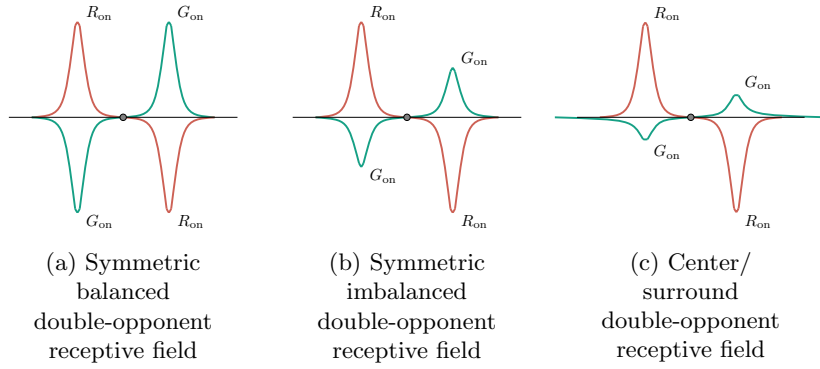 R_on
G_on
G_on
R_on
(a) Symmetric
balanced
double-opponent
receptive field
R_on
G_on
G_on
R_on
(b) Symmetric
imbalanced
double-opponent
receptive field
R_on
G_on
G_on
R_on
(c) Center/
surround
double-opponent
receptive field